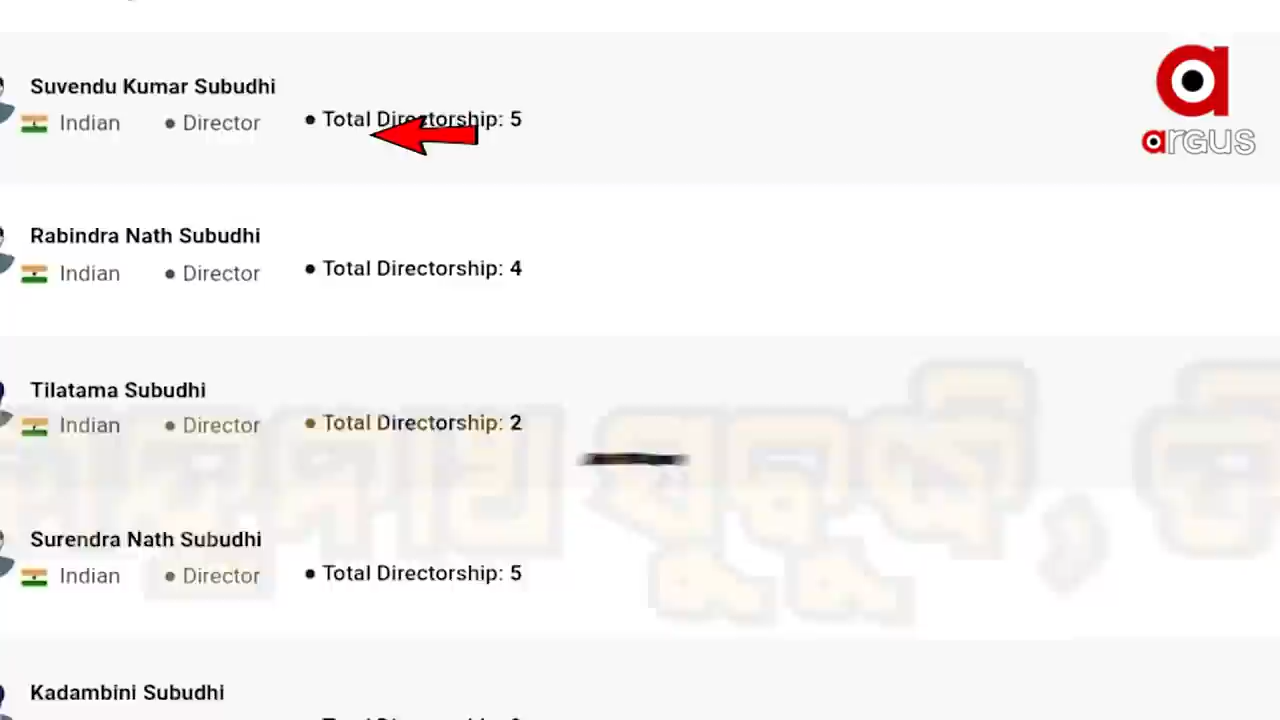 Suvendu Kumar Subudhi
Indian • Director • Total Directorship: 5
argus
Rabindra Nath Subudhi
Indian • Director • Total Directorship: 4
Tilatama Subudhi
Indian • Director • Total Directorship: 2
Surendra Nath Subudhi
Indian • Director • Total Directorship: 5
Kadambini Subudhi